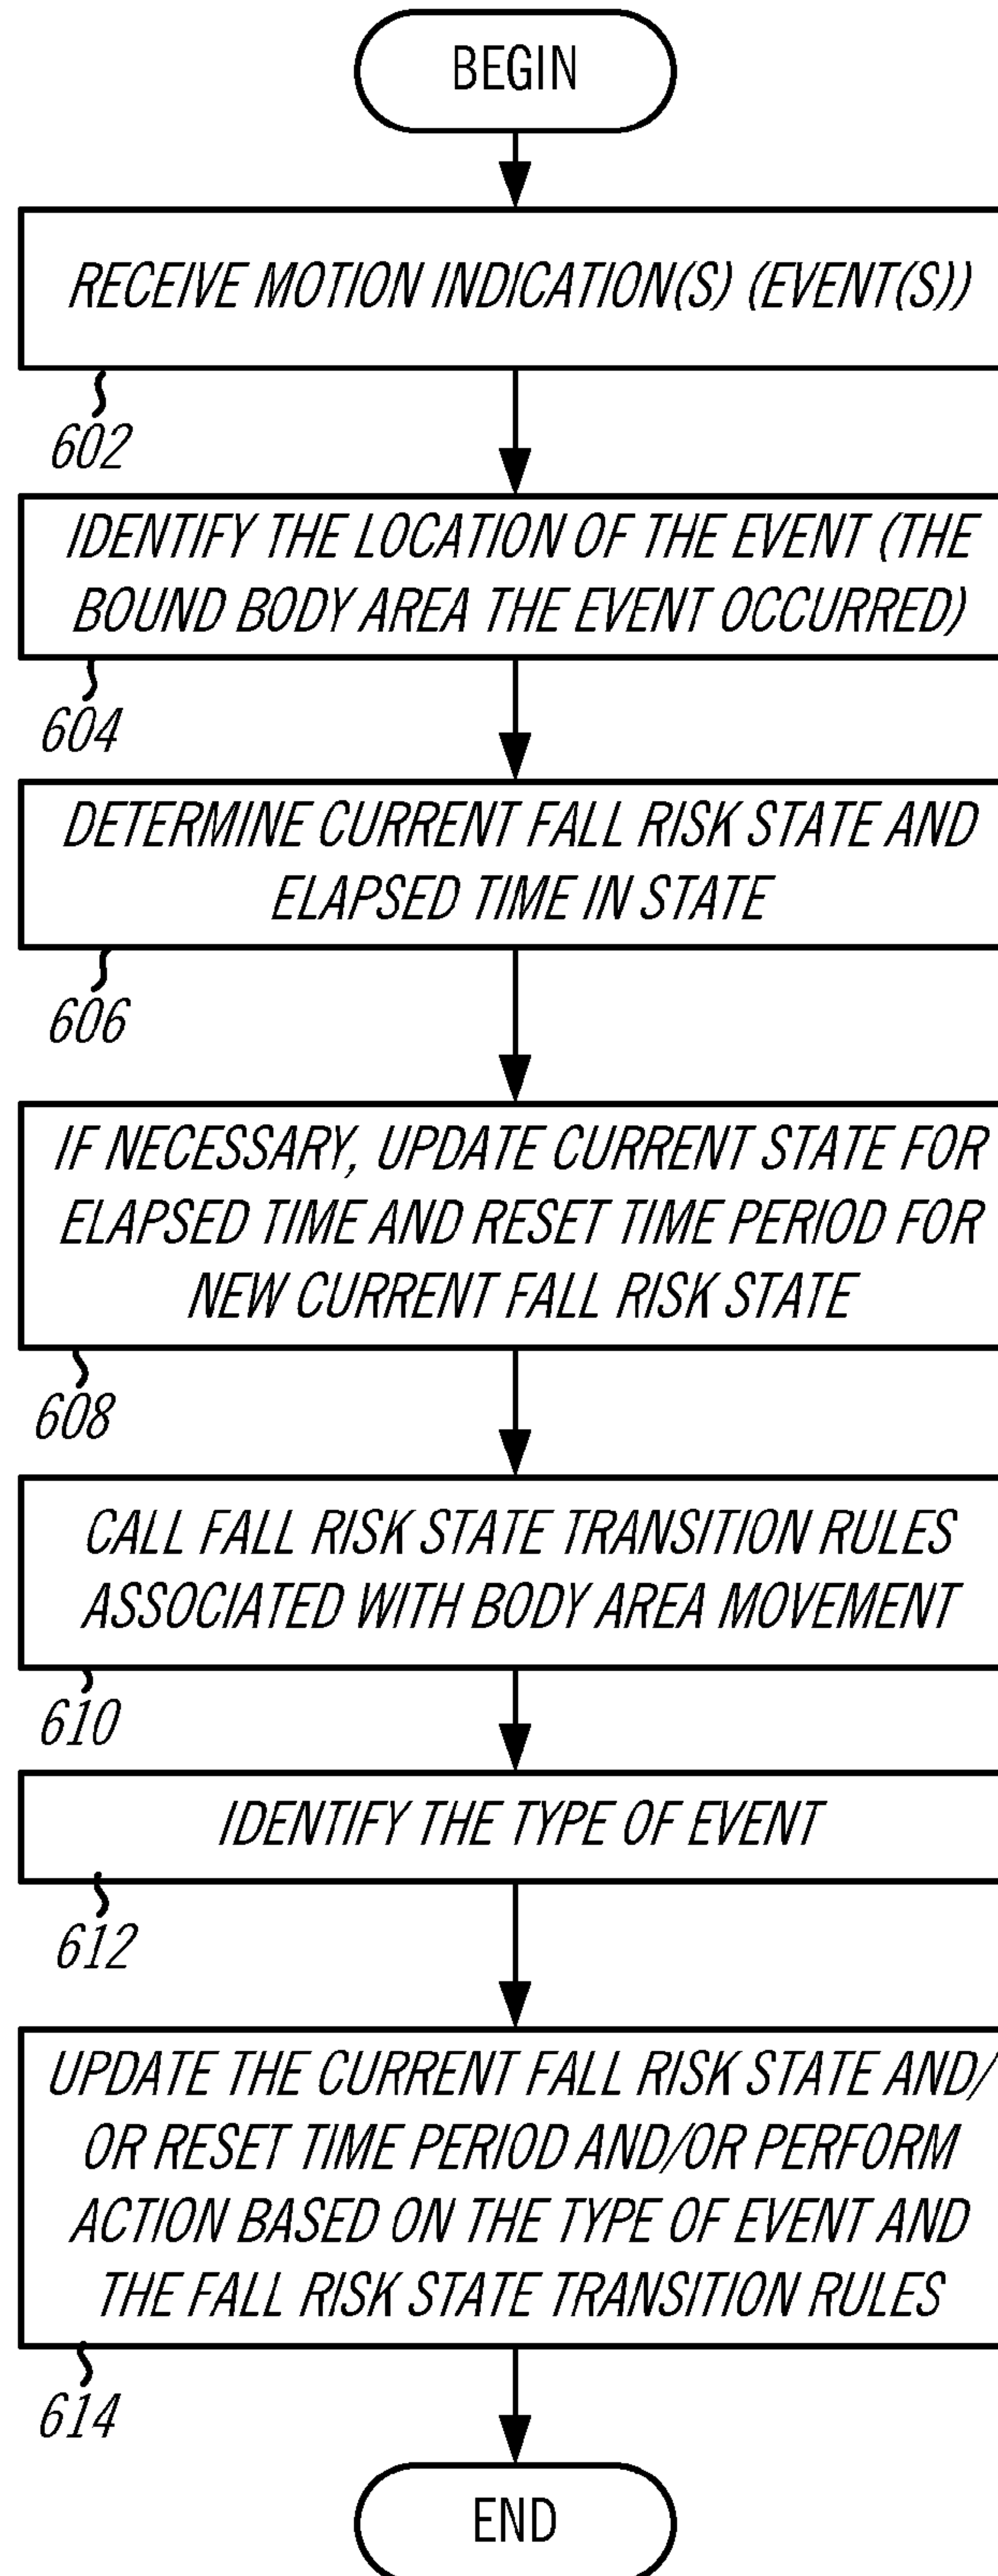 BEGIN
RECEIVE MOTION INDICATION(S) (EVENT(S))
602
IDENTIFY THE LOCATION OF THE EVENT (THE
BOUND BODY AREA THE EVENT OCCURRED)
604
DETERMINE CURRENT FALL RISK STATE AND
ELAPSED TIME IN STATE
606
IF NECESSARY, UPDATE CURRENT STATE FOR
ELAPSED TIME AND RESET TIME PERIOD FOR
NEW CURRENT FALL RISK STATE
608
CALL FALL RISK STATE TRANSITION RULES
ASSOCIATED WITH BODY AREA MOVEMENT
610
IDENTIFY THE TYPE OF EVENT
612
UPDATE THE CURRENT FALL RISK STATE AND/
OR RESET TIME PERIOD AND/OR PERFORM
ACTION BASED ON THE TYPE OF EVENT AND
THE FALL RISK STATE TRANSITION RULES
614
END